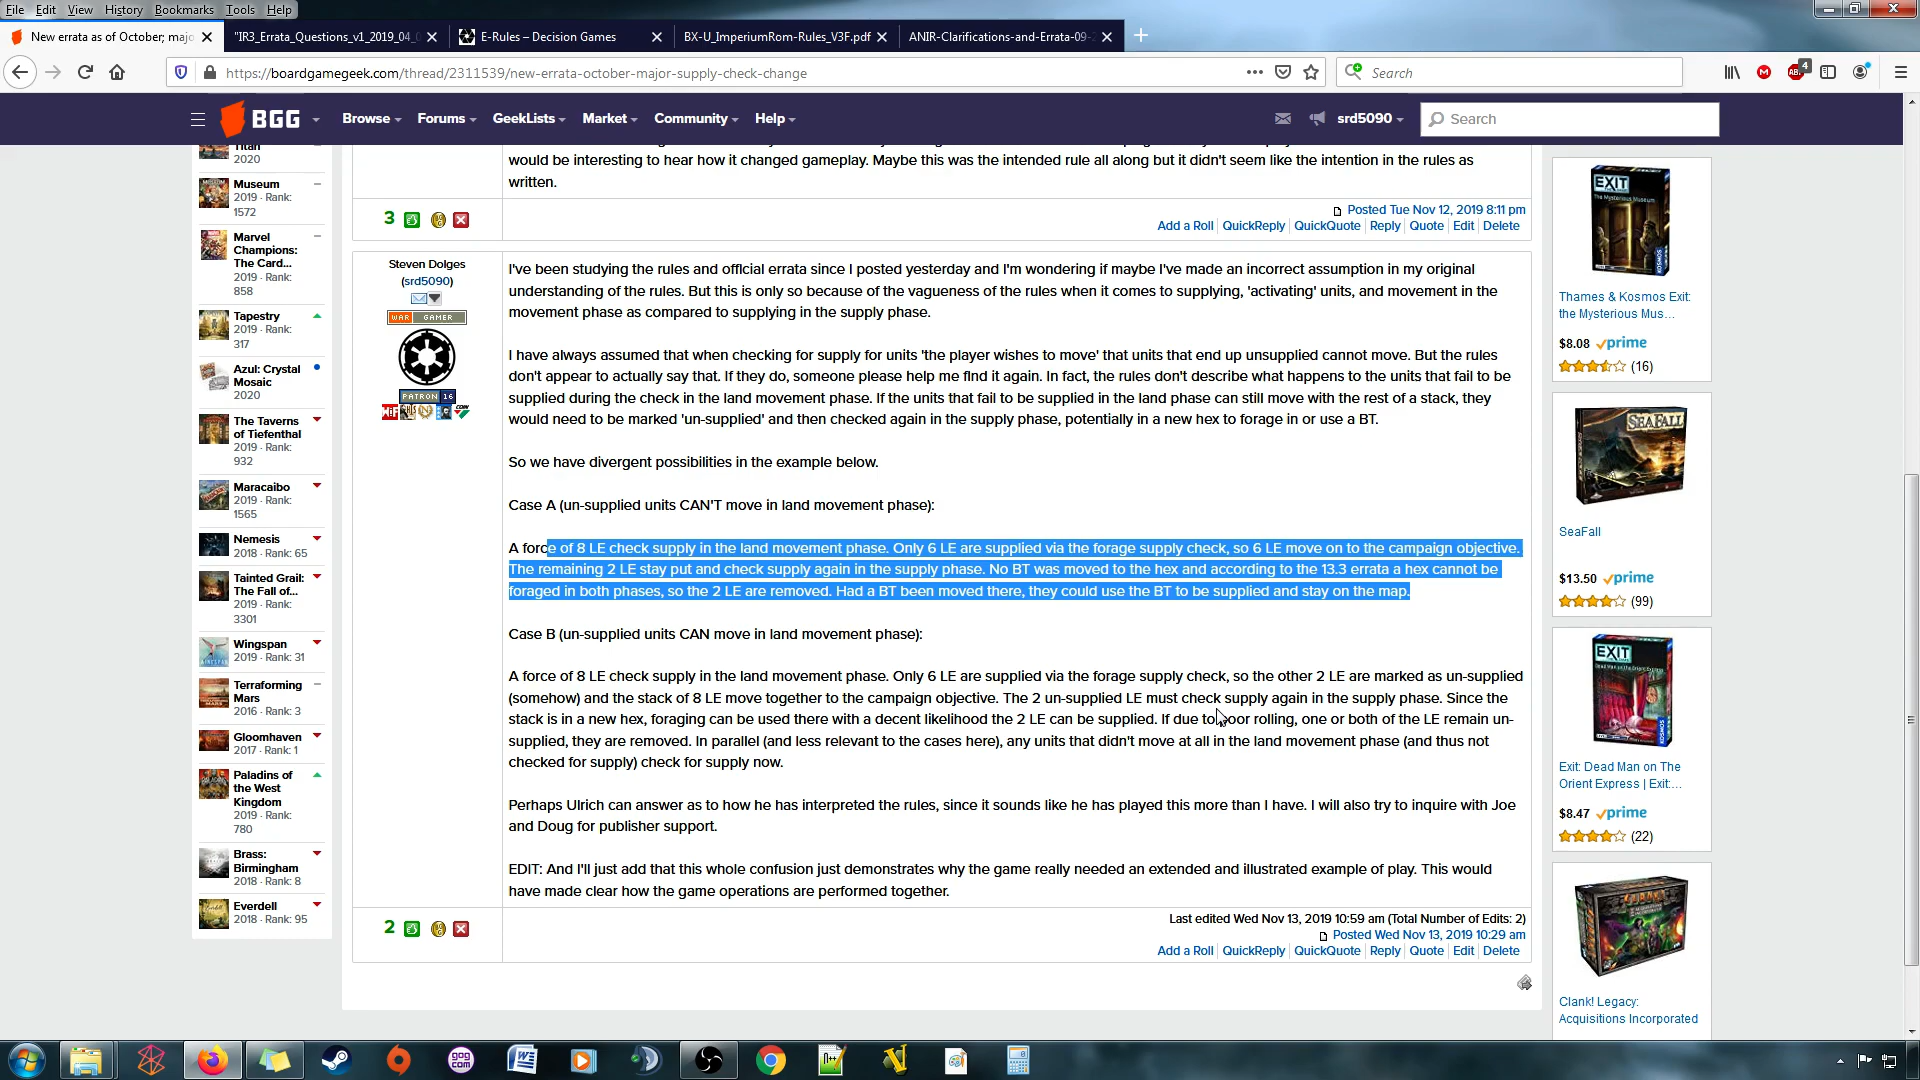 File Edit View History Bookmarks Tools Help
New errata as of October; majo
"IR3_Errata_Questions_v1_2019_04_0
E-Rules – Decision Games
BX-U_ImperiumRom-Rules_V3F.pdf
ANIR-Clarifications-and-Errata-09-
https://boardgamegeek.com/thread/2311539/new-errata-october-major-supply-check-change
Search
4
BGG
Browse Forums GeekLists Market Community Help
srd5090
Search
Titan
2020
Museum
2019 · Rank:
1572
Marvel
Champions:
The Card...
2019 · Rank:
858
Tapestry
2019 · Rank:
317
Azul: Crystal
Mosaic
2020
The Taverns
of Tiefenthal
2019 · Rank:
932
Maracaibo
2019 · Rank:
1565
Nemesis
2018 · Rank: 65
Tainted Grail:
The Fall of...
2019 · Rank:
3301
Wingspan
2019 · Rank: 31
Terraforming
Mars
2016 · Rank: 3
Gloomhaven
2017 · Rank: 1
Paladins of
the West
Kingdom
2019 · Rank:
780
Brass:
Birmingham
2018 · Rank: 8
Everdell
2018 · Rank: 95
would be interesting to hear how it changed gameplay. Maybe this was the intended rule all along but it didn't seem like the intention in the rules as
written.
3
Posted Tue Nov 12, 2019 8:11 pm
Add a Roll QuickReply QuickQuote Reply Quote Edit Delete
Steven Dolges
(srd5090)
WAR GAMER
PATRON 16
I've been studying the rules and official errata since I posted yesterday and I'm wondering if maybe I've made an incorrect assumption in my original
understanding of the rules. But this is only so because of the vagueness of the rules when it comes to supplying, 'activating' units, and movement in the
movement phase as compared to supplying in the supply phase.
I have always assumed that when checking for supply for units 'the player wishes to move' that units that end up unsupplied cannot move. But the rules
don't appear to actually say that. If they do, someone please help me find it again. In fact, the rules don't describe what happens to the units that fail to be
supplied during the check in the land movement phase. If the units that fail to be supplied in the land phase can still move with the rest of a stack, they
would need to be marked 'un-supplied' and then checked again in the supply phase, potentially in a new hex to forage in or use a BT.
So we have divergent possibilities in the example below.
Case A (un-supplied units CAN'T move in land movement phase):
A force of 8 LE check supply in the land movement phase. Only 6 LE are supplied via the forage supply check, so 6 LE move on to the campaign objective.
The remaining 2 LE stay put and check supply again in the supply phase. No BT was moved to the hex and according to the 13.3 errata a hex cannot be
foraged in both phases, so the 2 LE are removed. Had a BT been moved there, they could use the BT to be supplied and stay on the map.
Case B (un-supplied units CAN move in land movement phase):
A force of 8 LE check supply in the land movement phase. Only 6 LE are supplied via the forage supply check, so the other 2 LE are marked as un-supplied
(somehow) and the stack of 8 LE move together to the campaign objective. The 2 un-supplied LE must check supply again in the supply phase. Since the
stack is in a new hex, foraging can be used there with a decent likelihood the 2 LE can be supplied. If due to poor rolling, one or both of the LE remain un-
supplied, they are removed. In parallel (and less relevant to the cases here), any units that didn't move at all in the land movement phase (and thus not
checked for supply) check for supply now.
Perhaps Ulrich can answer as to how he has interpreted the rules, since it sounds like he has played this more than I have. I will also try to inquire with Joe
and Doug for publisher support.
EDIT: And I'll just add that this whole confusion just demonstrates why the game really needed an extended and illustrated example of play. This would
have made clear how the game operations are performed together.
2
Last edited Wed Nov 13, 2019 10:59 am (Total Number of Edits: 2)
Posted Wed Nov 13, 2019 10:29 am
Add a Roll QuickReply QuickQuote Reply Quote Edit Delete
EXIT
KOSMOS
Thames & Kosmos Exit:
the Mysterious Mus...
$8.08 prime
(16)
SEAFALL
SeaFall
$13.50 prime
(99)
EXIT
KOSMOS
Exit: Dead Man on The
Orient Express | Exit:...
$8.47 prime
(22)
CLANK!
Clank! Legacy:
Acquisitions Incorporated
GOG
COM